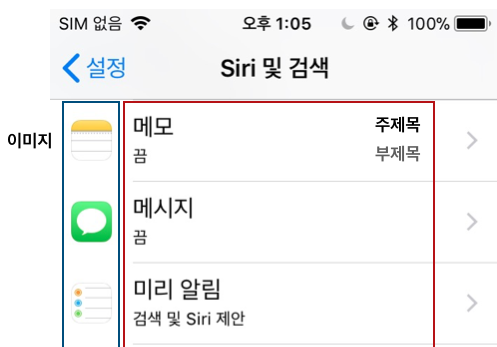 SIM 없음 오후 1:05 100%
설정 Siri 및 검색
이미지
메모 주제목
끔 부제목
메시지
끔
미리 알림
검색 및 Siri 제안